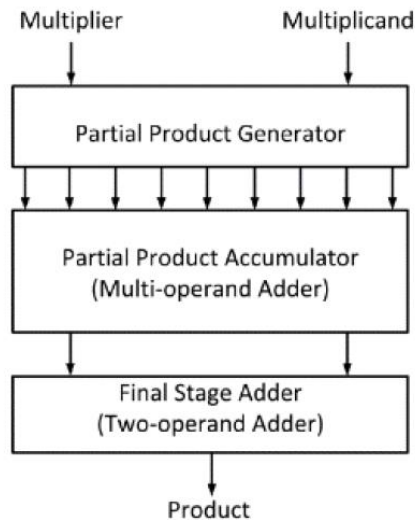 Multiplier Multiplicand
Partial Product Generator
Partial Product Accumulator
(Multi-operand Adder)
Final Stage Adder
(Two-operand Adder)
Product